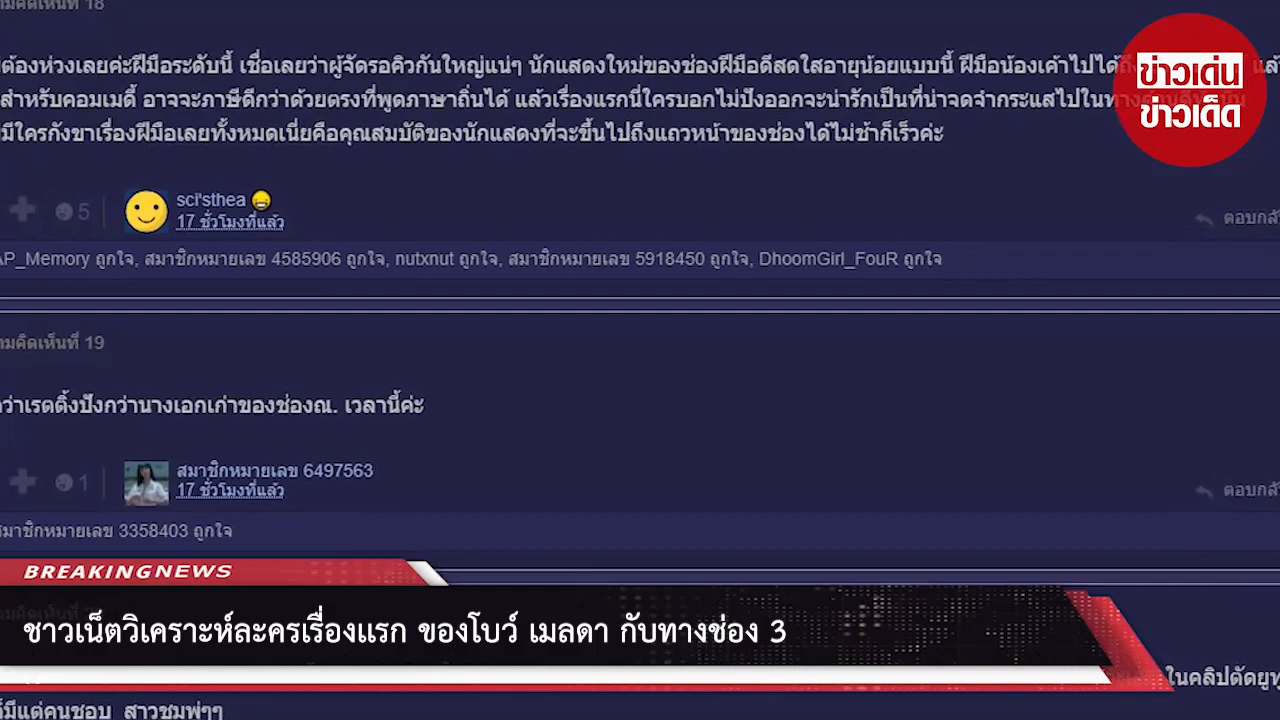 ามคิดเห็นที่ 18
ต้องห่วงเลยค่ะฝีมือระดับนี้ เชื่อเลยว่าผู้จัดรอคิวกันใหญ่แน่ๆ นักแสดงใหม่ของช่องฝีมือดีสดใสอายุน้อยแบบนี้ ฝีมือน้องเค้าไปได้
สำหรับคอมเมดี้ อาจจะภาษีดีกว่าด้วยตรงที่พูดภาษาถิ่นได้ แล้วเรื่องแรกนี่ใครบอกไม่ปังออกจะน่ารักเป็นที่น่าจดจำกระแสไปใน
มีใครกังขาเรื่องฝีมือเลยทั้งหมดเนี่ยคือคุณสมบัติของนักแสดงที่จะขึ้นไปถึงแถวหน้าของช่องได้ไม่ช้าก็เร็วค่ะ
ข่าวเด่น
ข่าวเด็ด
5
sci'sthea
17 ชั่วโมงที่แล้ว
ตอบกลั
AP_Memory ถูกใจ, สมาชิกหมายเลข 4585906 ถูกใจ, nutxnut ถูกใจ, สมาชิกหมายเลข 5918450 ถูกใจ, DhoomGirl_FouR ถูกใจ
ามคิดเห็นที่ 19
ว่าเรตติ้งปังกว่านางเอกเก่าของช่องณ. เวลานี้ค่ะ
1
สมาชิกหมายเลข 6497563
17 ชั่วโมงที่แล้ว
ตอบกลั
สมาชิกหมายเลข 3358403 ถูกใจ
BREAKINGNEWS
ชาวเน็ตวิเคราะห์ละครเรื่องแรก ของโบว์ เมลดา กับทางช่อง 3
ในคลิปตัดยูท
มีแต่คนชอบ สาวชมพู่ๆๆ